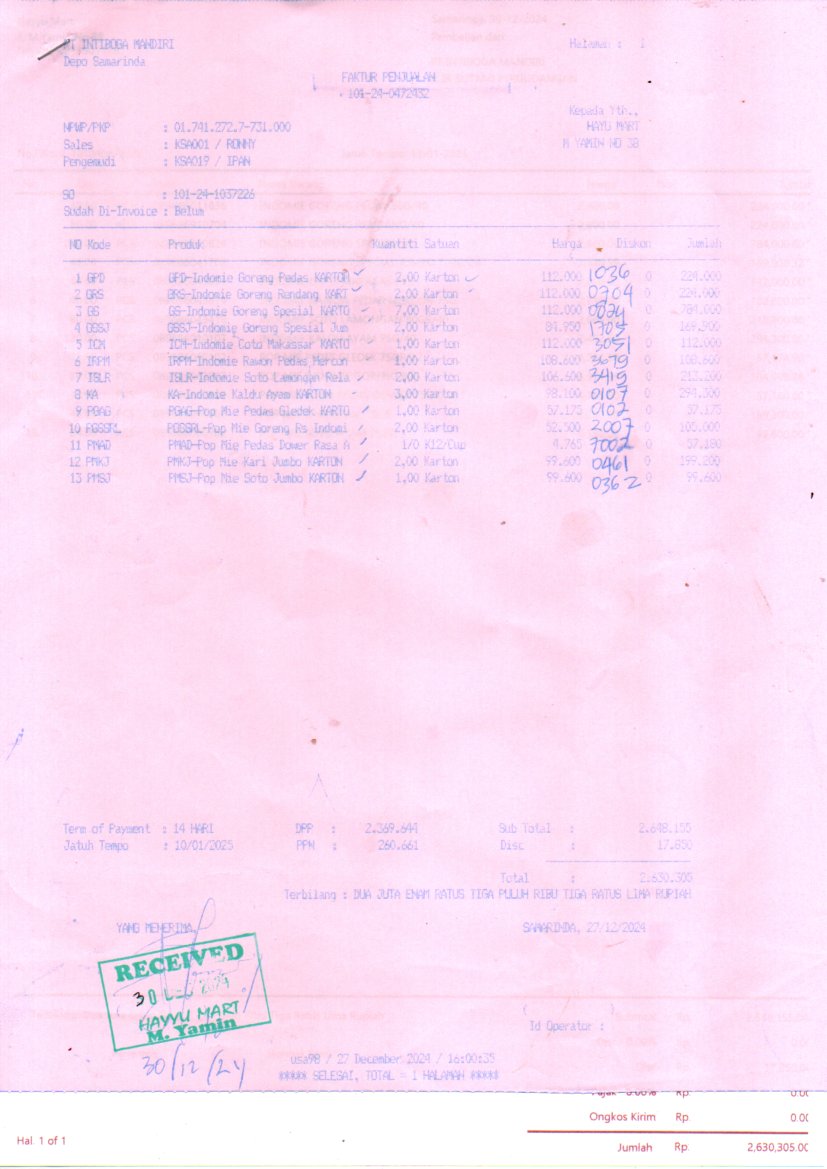 PT INTIBOGA MANDIRI
Halaman : 1
Depo Samarinda
FAKTUR PENJUALAN
101-24-0472432
Kepada Yth.,
NPWP/PKP : 01.741.272.7-731.000 HAYU MART
Sales : KSA001 / RONNY M YAMIN NO 38
Pengemudi : KSA019 / IPAN
SO : 101-24-1037226
Sudah Di-Invoice : Belum
NO Kode Produk Kuantiti Satuan Harga Diskon Jumlah
1 GPD GPD-Indomie Goreng Pedas KARTON 2,00 Karton 112.000 1036 0 224.000
2 GRS GRS-Indomie Goreng Rendang KART 2,00 Karton 112.000 0704 0 224.000
3 GS GS-Indomie Goreng Spesial KARTO 7,00 Karton 112.000 0 784.000
4 GSSJ GSSJ-Indomie Goreng Spesial Jum 2,00 Karton 84.950 1705 0 169.900
5 ICM ICM-Indomie Coto Makassar KARTO 1,00 Karton 112.000 3051 0 112.000
6 IRPM IRPM-Indomie Rawon Pedas Mercon 1,00 Karton 108.600 3679 0 108.600
7 ISLR ISLR-Indomie Soto Lamongan Rela 2,00 Karton 106.600 3419 0 213.200
8 KA KA-Indomie Kaldu Ayam KARTON 3,00 Karton 98.100 0107 0 294.300
9 PGAG PGAG-Pop Mie Pedas Gledek KARTO 1,00 Karton 57.175 0102 0 57.175
10 PGSSRL PGSSRL-Pop Mie Goreng Rs Indomi 2,00 Karton 52.500 2007 0 105.000
11 PMAD PMAD-Pop Mie Pedas Dower Rasa A 1/0 K12/Cup 4.765 7002 0 57.180
12 PMKJ PMKJ-Pop Mie Kari Jumbo KARTON 2,00 Karton 99.600 0461 0 199.200
13 PMSJ PMSJ-Pop Mie Soto Jumbo KARTON 1,00 Karton 99.600 0362 0 99.600
Term of Payment : 14 HARI DPP : 2.369.644 Sub Total : 2.648.155
Jatuh Tempo : 10/01/2025 PPN : 260.661 Disc : 17.850
Total : 2.630.305
Terbilang : DUA JUTA ENAM RATUS TIGA PULUH RIBU TIGA RATUS LIMA RUPIAH
YANG MENERIMA, SAMARINDA, 27/12/2024
RECEIVED
30 DEC 2024
HAYYU MART
M. Yamin
( )
Id Operator :
30/12/24
usa98 / 27 December 2024 / 16:00:35
***** SELESAI, TOTAL = 1 HALAMAN *****
Pajak 0.00% Rp.
Ongkos Kirim Rp 0.00
Hal 1 of 1
Jumlah Rp. 2,630,305.00